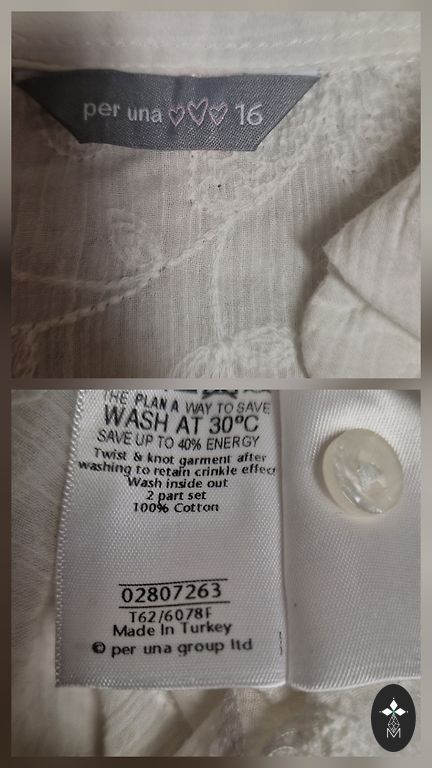 per una 16
THE PLAN A WAY TO SAVE
WASH AT 30ºC
SAVE UP TO 40% ENERGY
Twist & knot garment after
washing to retain crinkle effect
Wash inside out
2 part set
100% Cotton
02807263
T62/6078F
Made In Turkey
© per una group ltd
M